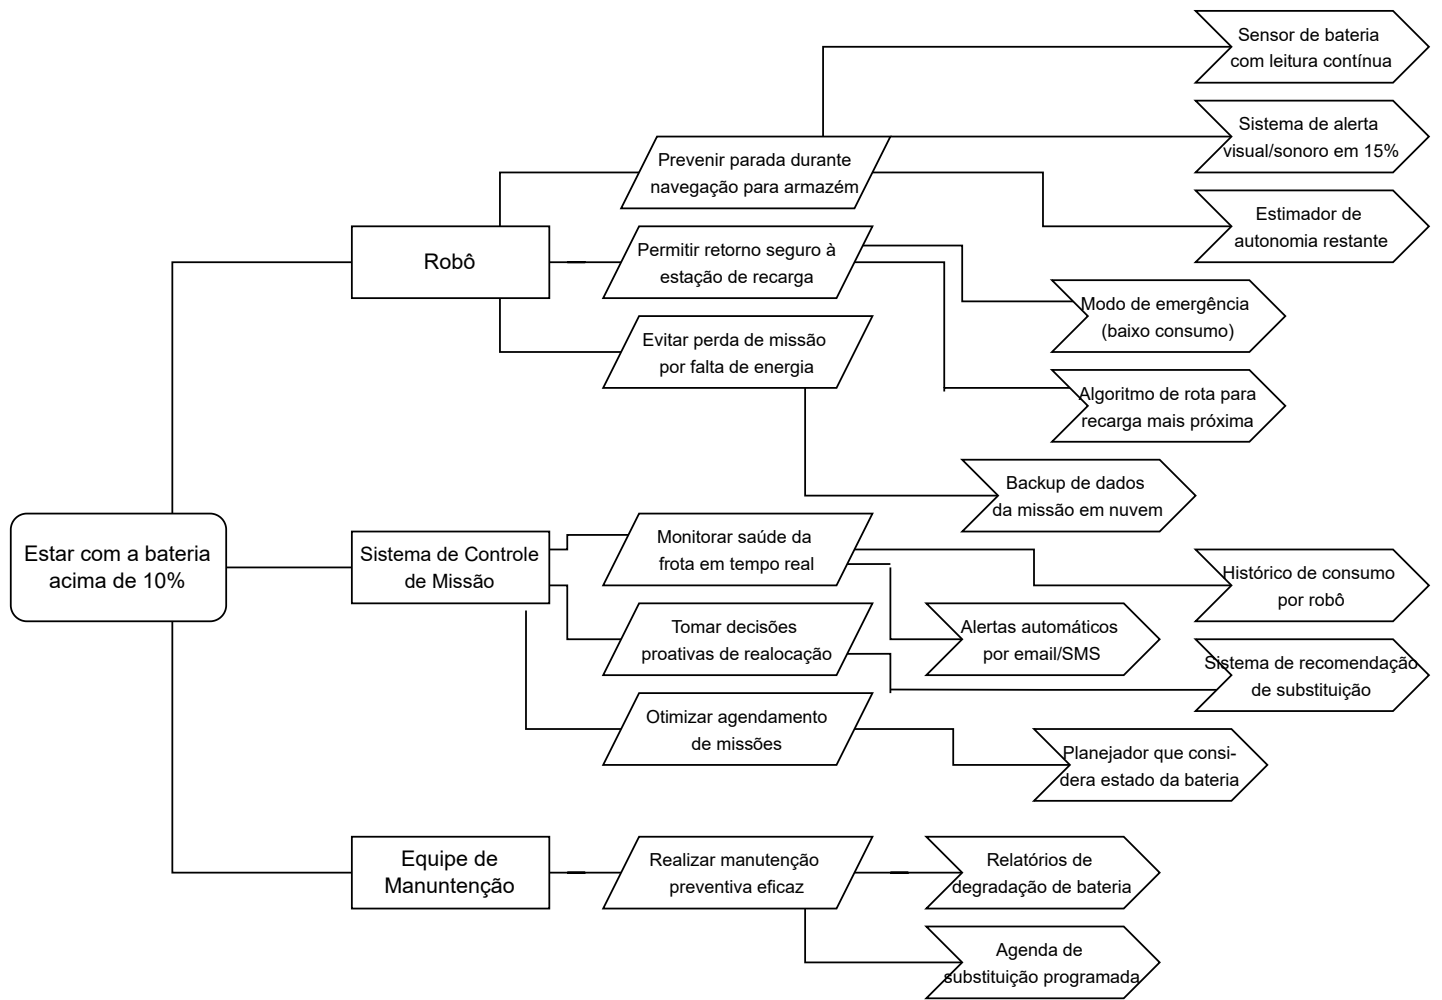 Sensor de bateria
com leitura contínua
Sistema de alerta
visual/sonoro em 15%
Prevenir parada durante
navegação para armazém
Estimador de
autonomia restante
Robô
Permitir retorno seguro à
estação de recarga
Modo de emergência
(baixo consumo)
Evitar perda de missão
por falta de energia
Algoritmo de rota para
recarga mais próxima
Backup de dados
da missão em nuvem
Estar com a bateria
acima de 10%
Sistema de Controle
de Missão
Monitorar saúde da
frota em tempo real
Histórico de consumo
por robô
Tomar decisões
proativas de realocação
Alertas automáticos
por email/SMS
Sistema de recomendação
de substituição
Otimizar agendamento
de missões
Planejador que consi-
dera estado da bateria
Equipe de
Manuntenção
Realizar manutenção
preventiva eficaz
Relatórios de
degradação de bateria
Agenda de
substituição programada